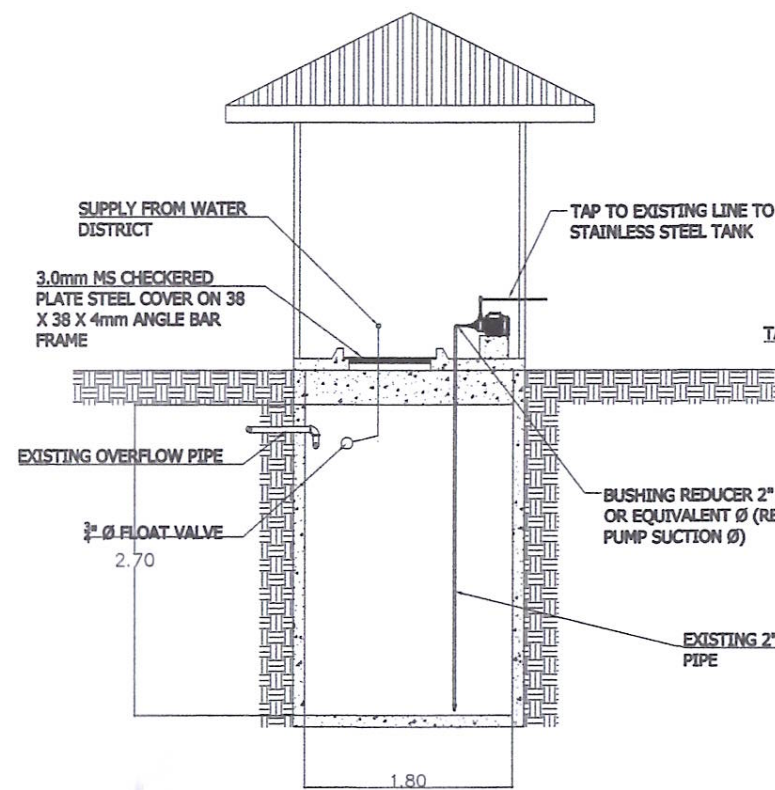 SUPPLY FROM WATER
DISTRICT
TAP TO EXISTING LINE TO
STAINLESS STEEL TANK
3.0mm MS CHECKERED
PLATE STEEL COVER ON 38
X 38 X 4mm ANGLE BAR
FRAME
EXISTING OVERFLOW PIPE
BUSHING REDUCER 2"
OR EQUIVALENT Ø (RE
PUMP SUCTION Ø)
¾" Ø FLOAT VALVE
2.70
EXISTING 2"
PIPE
1.80